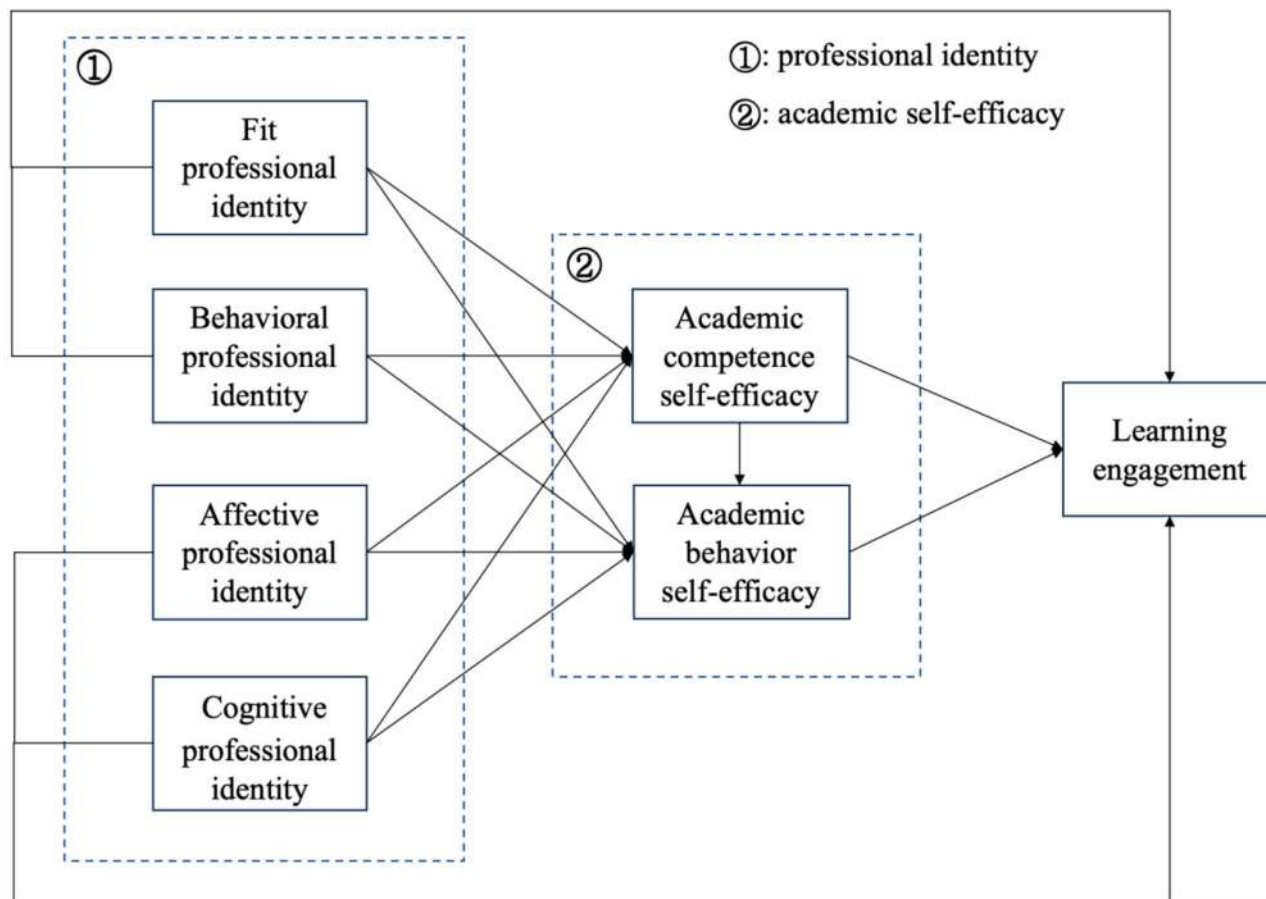 ①
①: professional identity
②: academic self-efficacy
Fit
professional
identity
Behavioral
professional
identity
Affective
professional
identity
Cognitive
professional
identity
②
Academic
competence
self-efficacy
Academic
behavior
self-efficacy
Learning
engagement